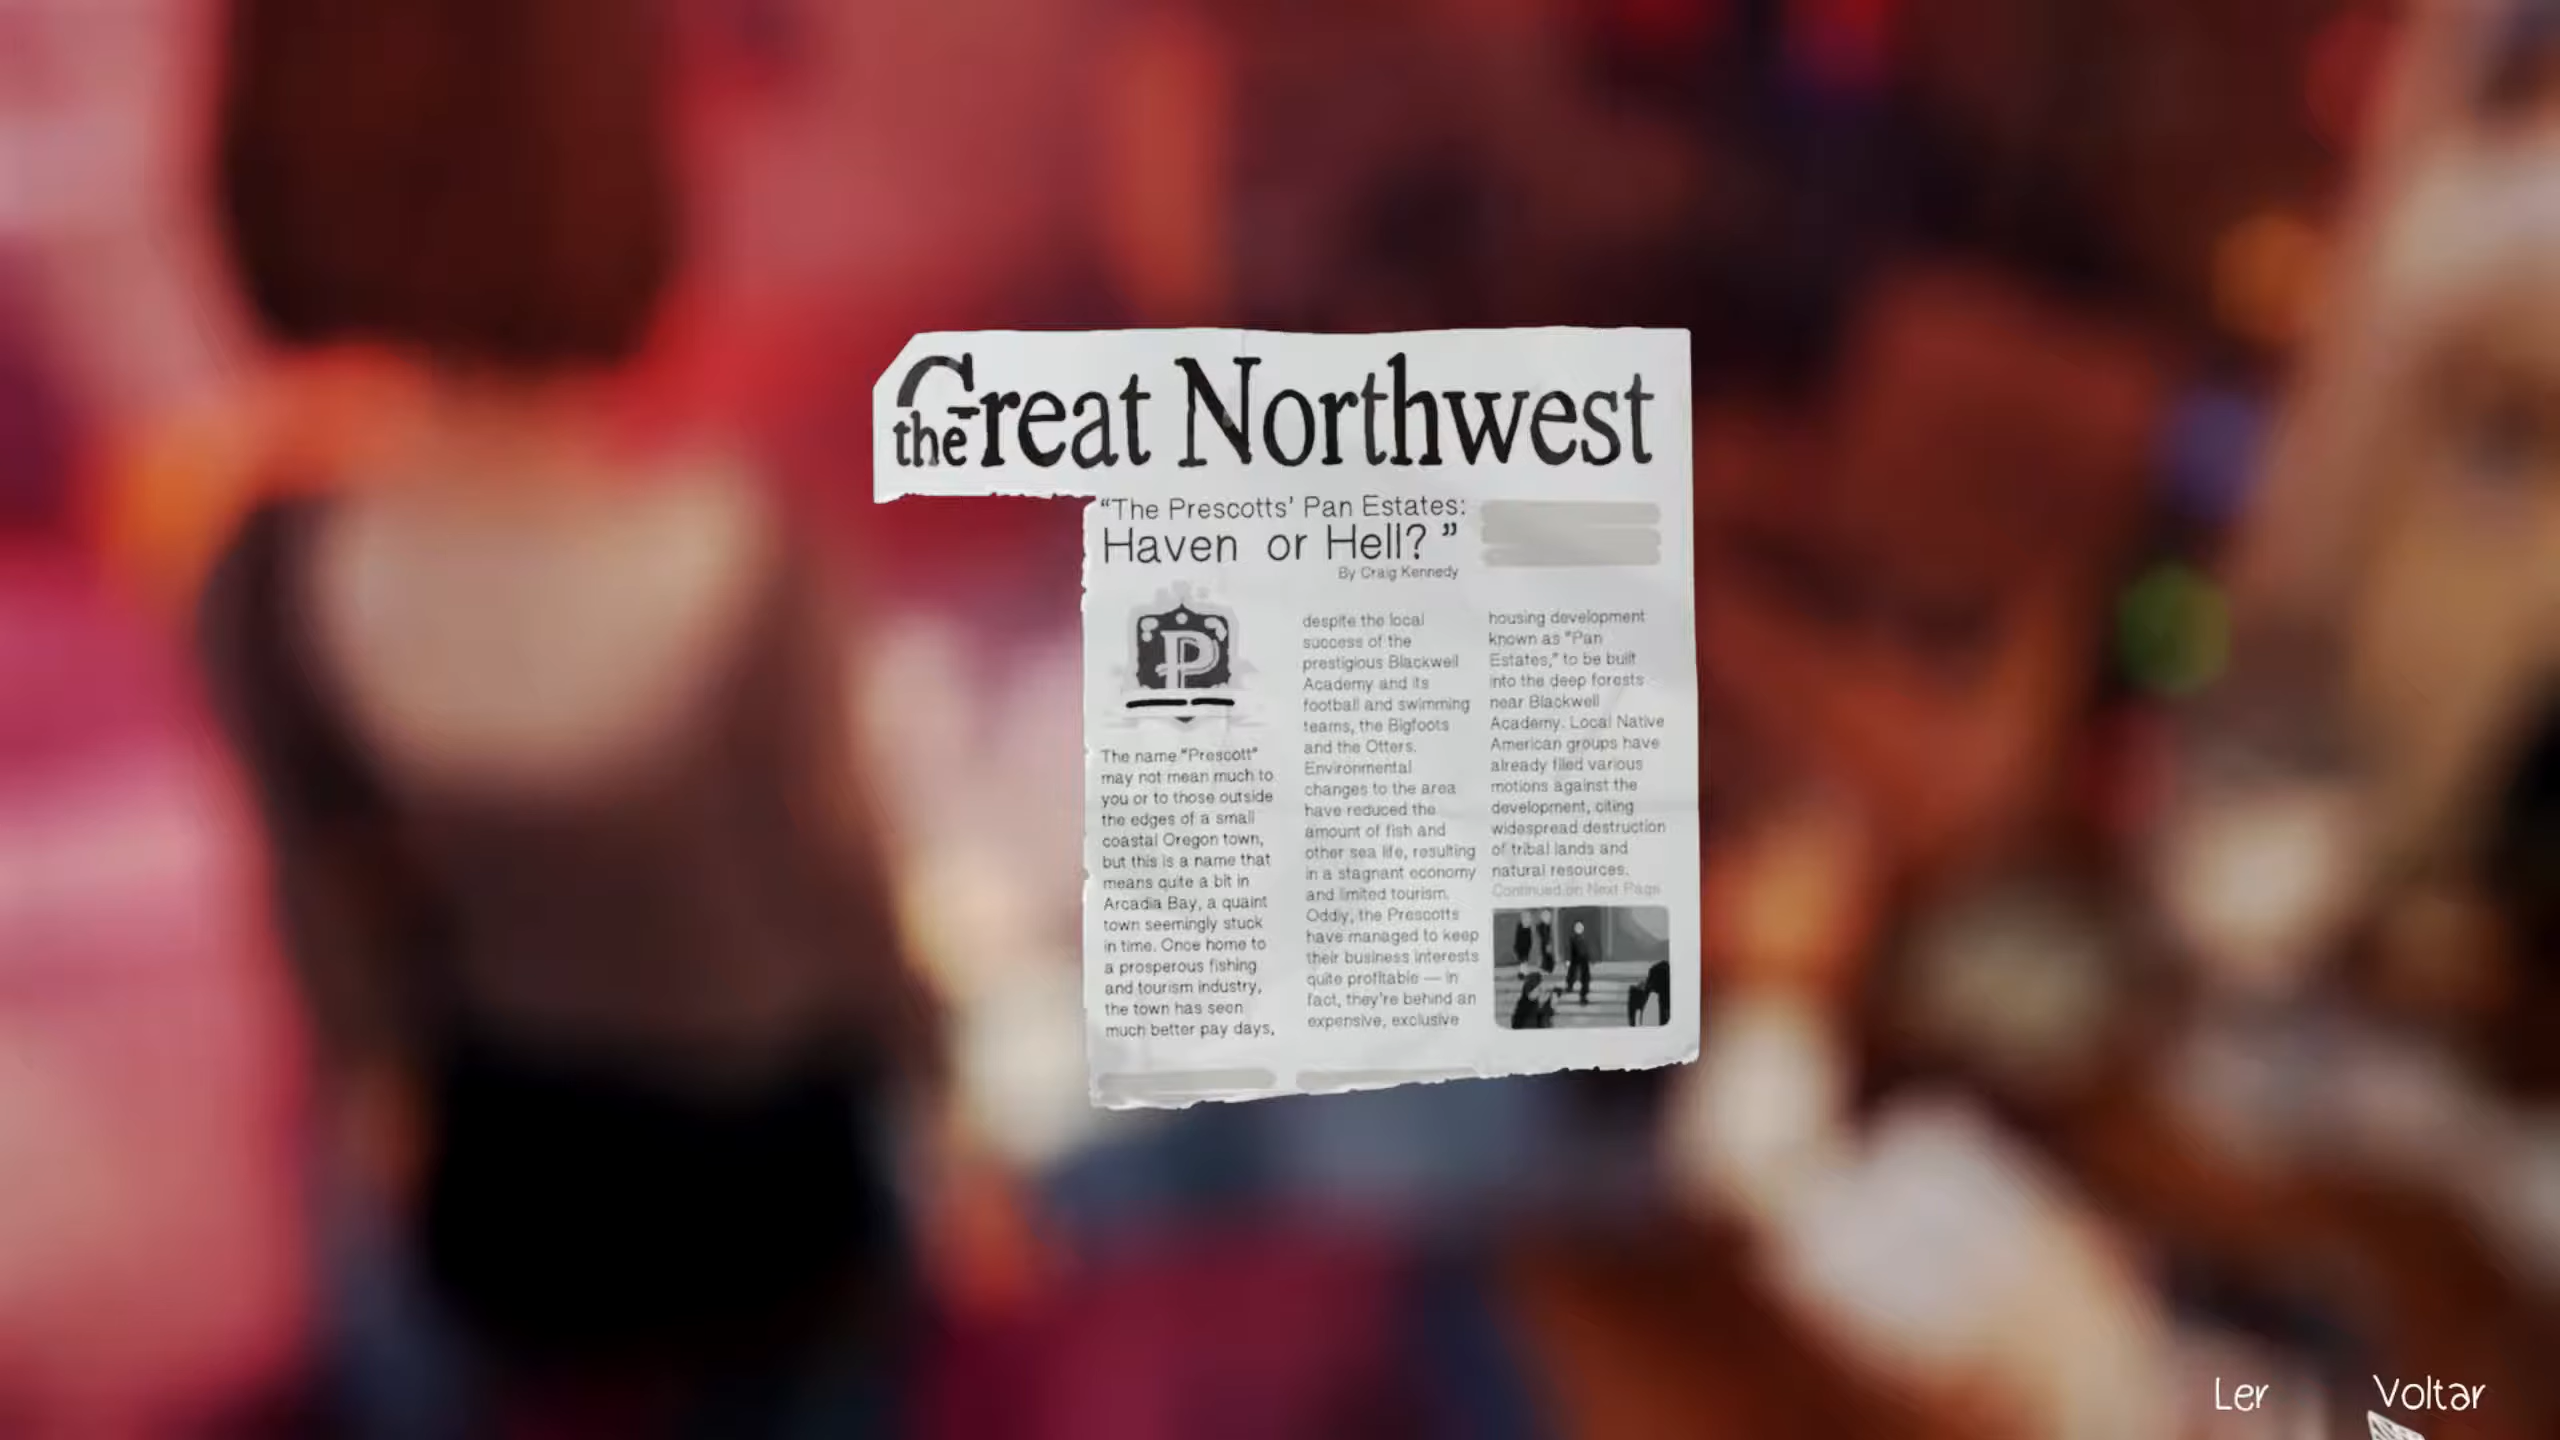 the Great Northwest
“The Prescotts’ Pan Estates:
Haven or Hell? ”
By Craig Kennedy
P
The name “Prescott”
may not mean much to
you or to those outside
the edges of a small
coastal Oregon town,
but this is a name that
means quite a bit in
Arcadia Bay, a quaint
town seemingly stuck
in time. Once home to
a prosperous fishing
and tourism industry,
the town has seen
much better pay days,
despite the local
success of the
prestigious Blackwell
Academy and its
football and swimming
teams, the Bigfoots
and the Otters.
Environmental
changes to the area
have reduced the
amount of fish and
other sea life, resulting
in a stagnant economy
and limited tourism.
Oddly, the Prescotts
have managed to keep
their business interests
quite profitable — in
fact, they’re behind an
expensive, exclusive
housing development
known as “Pan
Estates,” to be built
into the deep forests
near Blackwell
Academy. Local Native
American groups have
already filed various
motions against the
development, citing
widespread destruction
of tribal lands and
natural resources.
Continued on Next Page
Ler
Voltar